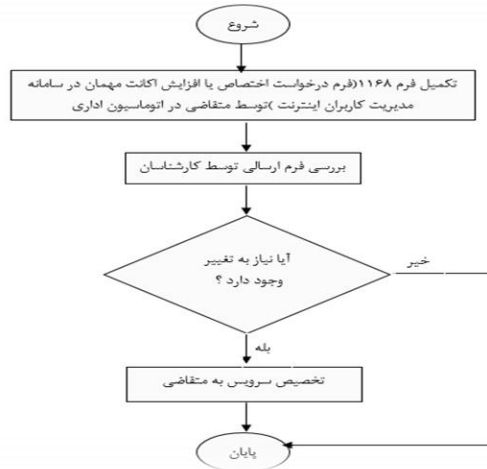 شروع
تکمیل فرم ۱۱۶۸(فرم درخواست اختصاص یا افزایش اکانت مهمان در سامانه
مدیریت کاربران اینترنت )توسط متقاضی در اتوماسیون اداری
بررسی فرم ارسالی توسط کارشناسان
آیا نیاز به تغییر
وجود دارد ؟
خیر
بله
تخصیص سرویس به متقاضی
پایان